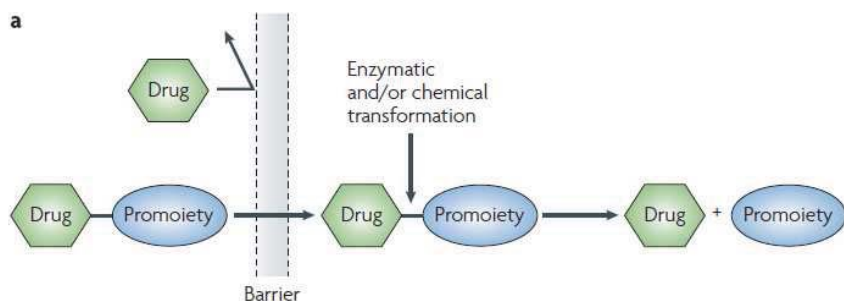 a
Drug
Enzymatic
and/or chemical
transformation
Drug Promoiety Drug Promoiety Drug + Promoiety
Barrier